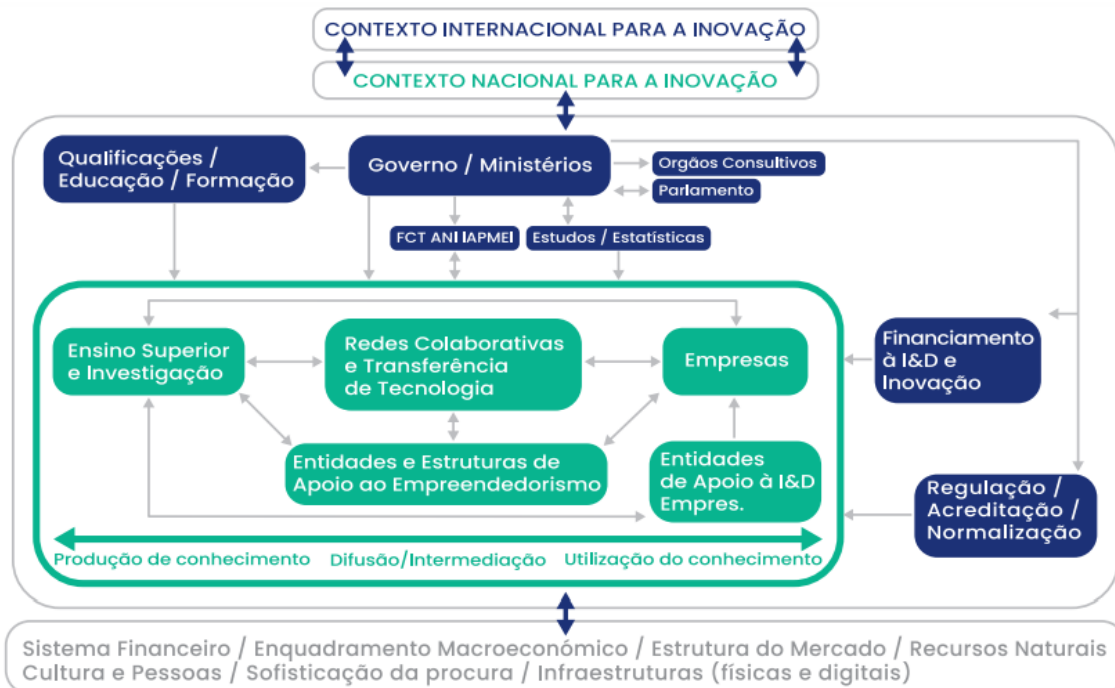 CONTEXTO INTERNACIONAL PARA A INOVAÇÃO
CONTEXTO NACIONAL PARA A INOVAÇÃO
Qualificações /
Educação / Formação
Governo / Ministérios
Orgãos Consultivos
Parlamento
FCT ANI IAPMEI
Estudos / Estatísticas
Ensino Superior
e Investigação
Redes Colaborativas
e Transferência
de Tecnologia
Empresas
Financiamento
à I&D e
Inovação
Entidades e Estruturas de
Apoio ao Empreendedorismo
Entidades
de Apoio à I&D
Empres.
Regulação /
Acreditação /
Normalização
Produção de conhecimento
Difusão/Intermediação
Utilização do conhecimento
Sistema Financeiro / Enquadramento Macroeconómico / Estrutura do Mercado / Recursos Naturais
Cultura e Pessoas / Sofisticação da procura / Infraestruturas (físicas e digitais)